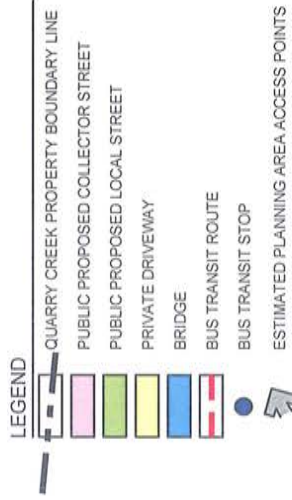 LEGEND
QUARRY CREEK PROPERTY BOUNDARY LINE
PUBLIC PROPOSED COLLECTOR STREET
PUBLIC PROPOSED LOCAL STREET
PRIVATE DRIVEWAY
BRIDGE
BUS TRANSIT ROUTE
BUS TRANSIT STOP
ESTIMATED PLANNING AREA ACCESS POINTS